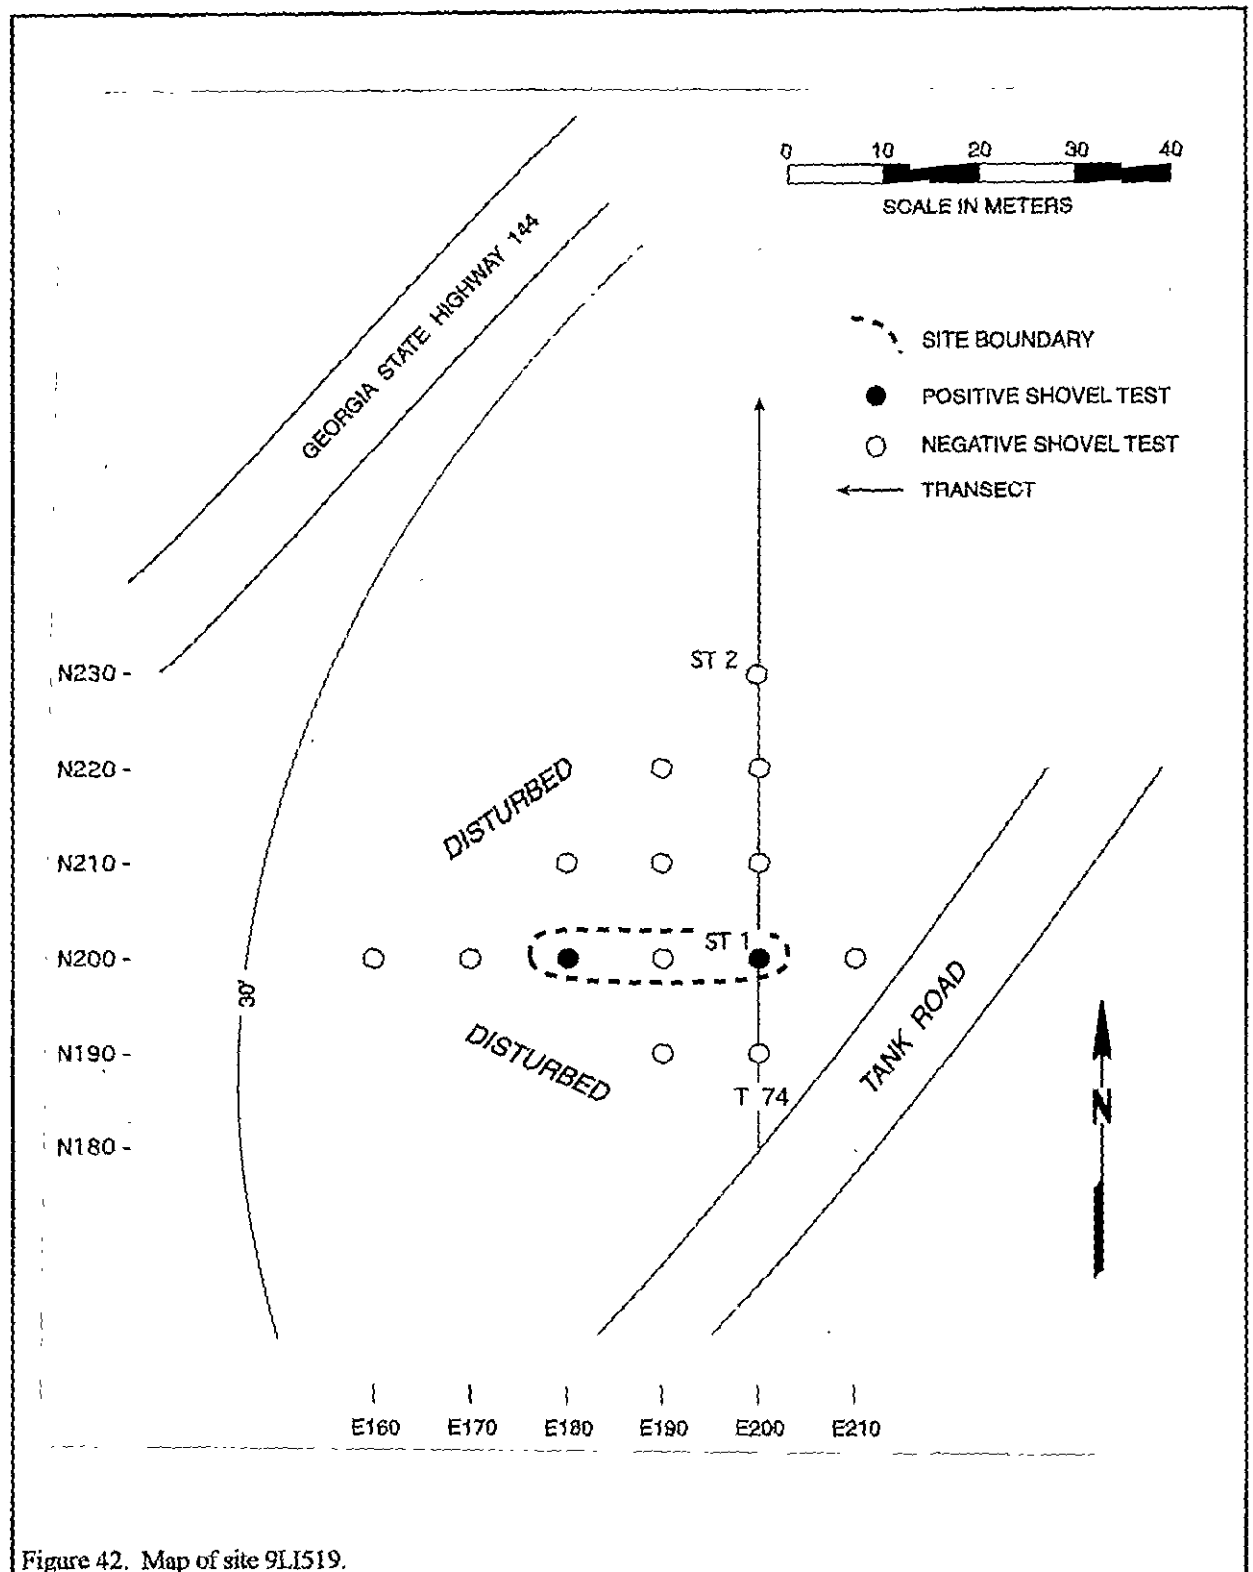 0 10 20 30 40
SCALE IN METERS
GEORGIA STATE HIGHWAY 144
SITE BOUNDARY
POSITIVE SHOVEL TEST
NEGATIVE SHOVEL TEST
TRANSECT
ST 2
N230 -
N220 -
DISTURBED
N210 -
ST 1
N200 -
30'
TANK ROAD
DISTURBED
N190 -
T 74
N
N180 -
E160 E170 E180 E190 E200 E210
Figure 42. Map of site 9LI519.